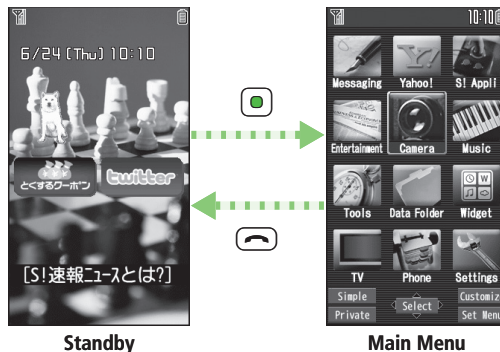 6/24 (Thu) 10:10
とくするクーポン
twitter
[S!速報ニュースとは?]
Standby
10:10
Messaging Yahoo! S! Appli
Entertainment Camera Music
Tools Data Folder Widget
TV Phone Settings
Simple Select Customiz
Private Set Menu
Main Menu